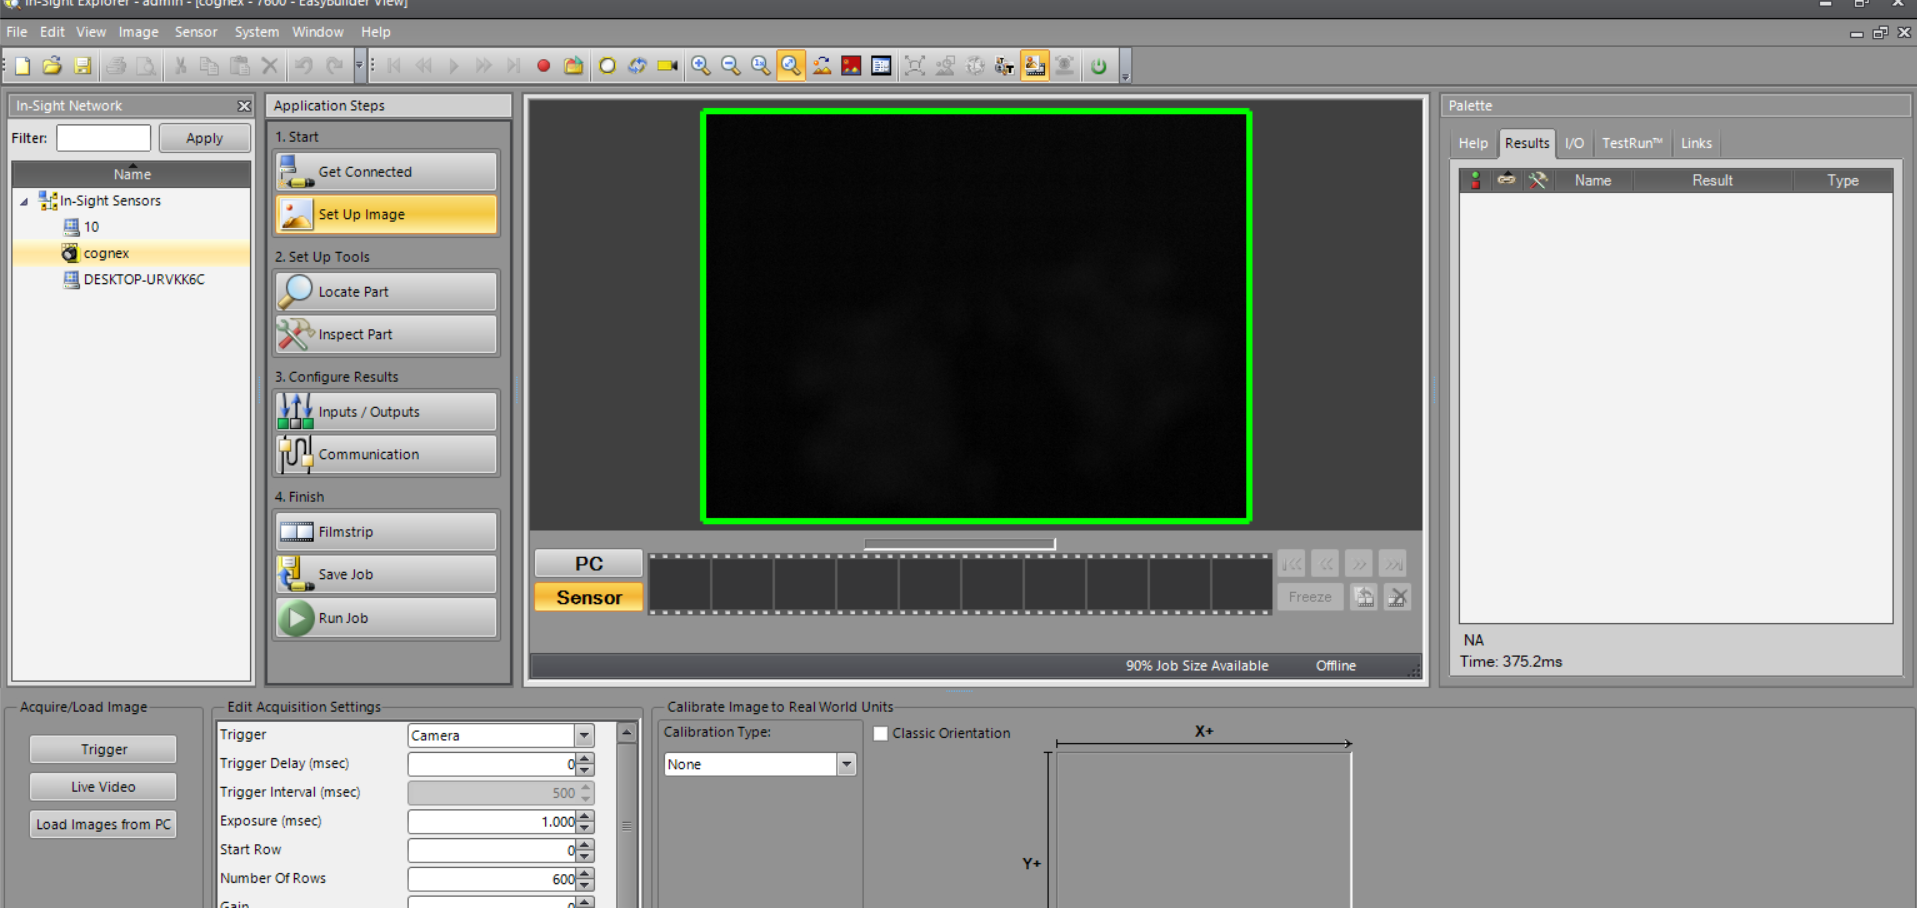 In-Sight Explorer - admin - [cognex - 7600 - EasyBuilder View]
File Edit View Image Sensor System Window Help
In-Sight Network
Filter: Apply
Name
In-Sight Sensors
10
cognex
DESKTOP-URVKK6C
Application Steps
1. Start
Get Connected
Set Up Image
2. Set Up Tools
Locate Part
Inspect Part
3. Configure Results
Inputs / Outputs
Communication
4. Finish
Filmstrip
Save Job
Run Job
PC
Sensor
Freeze
90% Job Size Available Offline
Palette
Help Results I/O TestRun™ Links
Name Result Type
NA
Time: 375.2ms
Acquire/Load Image
Trigger
Live Video
Load Images from PC
Edit Acquisition Settings
Trigger Camera
Trigger Delay (msec) 0
Trigger Interval (msec) 500
Exposure (msec) 1.000
Start Row 0
Number Of Rows 600
Gain 0
Calibrate Image to Real World Units
Calibration Type:
None
Classic Orientation
X+
Y+